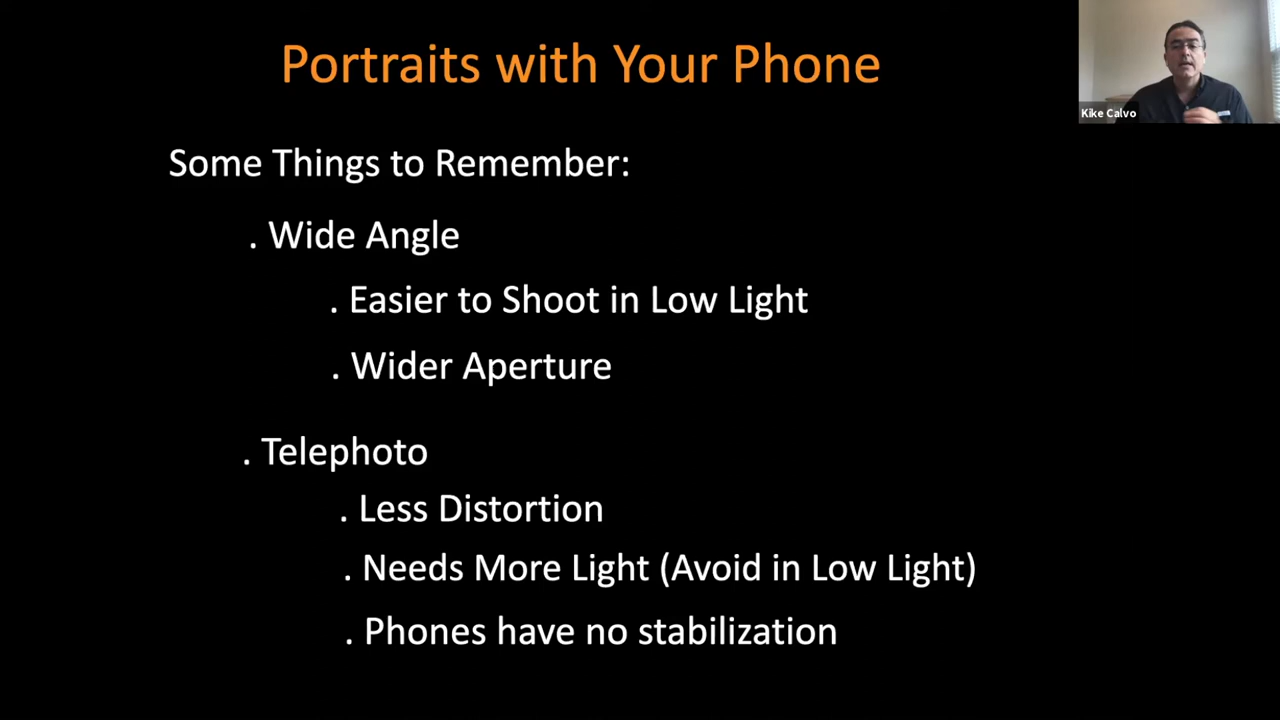 Portraits with Your Phone
Kike Calvo
Some Things to Remember:
. Wide Angle
. Easier to Shoot in Low Light
. Wider Aperture
. Telephoto
. Less Distortion
. Needs More Light (Avoid in Low Light)
. Phones have no stabilization